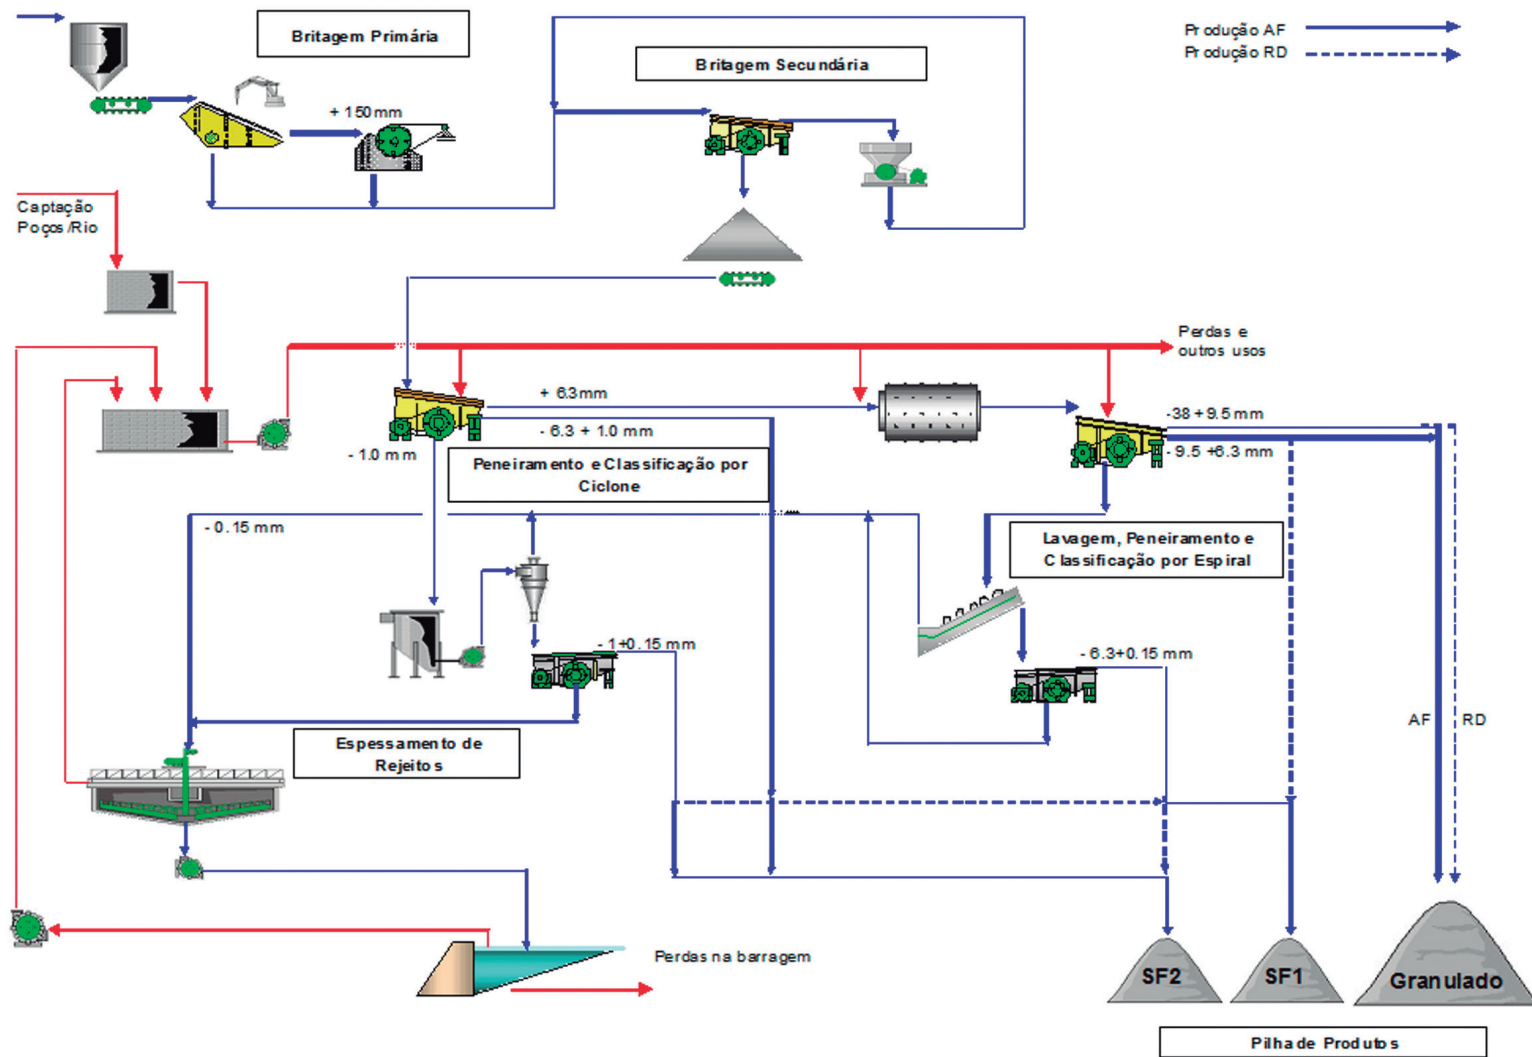 Britagem Primária
Britagem Secundária
Produção AF
Produção RD
+ 150 mm
Captação
Poços/Rio
Perdas e
outros usos
+ 6.3 mm
- 6.3 + 1.0 mm
- 1.0 mm
-38 + 9.5 mm
- 9.5 +6.3 mm
Peneiramento e Classificação por
Ciclone
- 0.15 mm
Lavagem, Peneiramento e
Classificação por Espiral
- 1+0.15 mm
- 6.3+0.15 mm
Espessamento de
Rejeitos
AF
RD
Perdas na barragem
SF2
SF1
Granulado
Pilha de Produtos